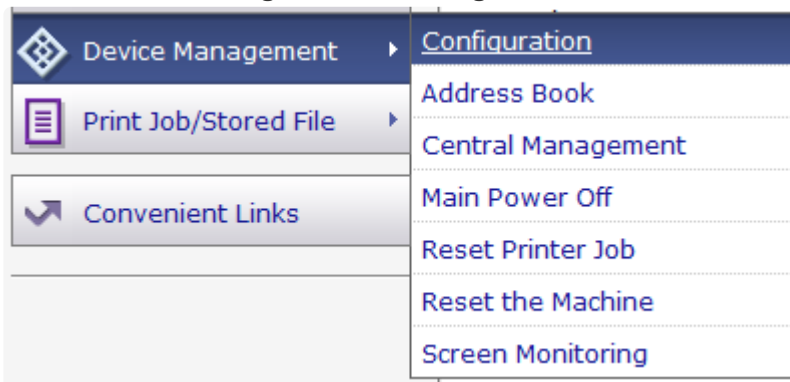 Device Management
Print Job/Stored File
Convenient Links
Configuration
Address Book
Central Management
Main Power Off
Reset Printer Job
Reset the Machine
Screen Monitoring